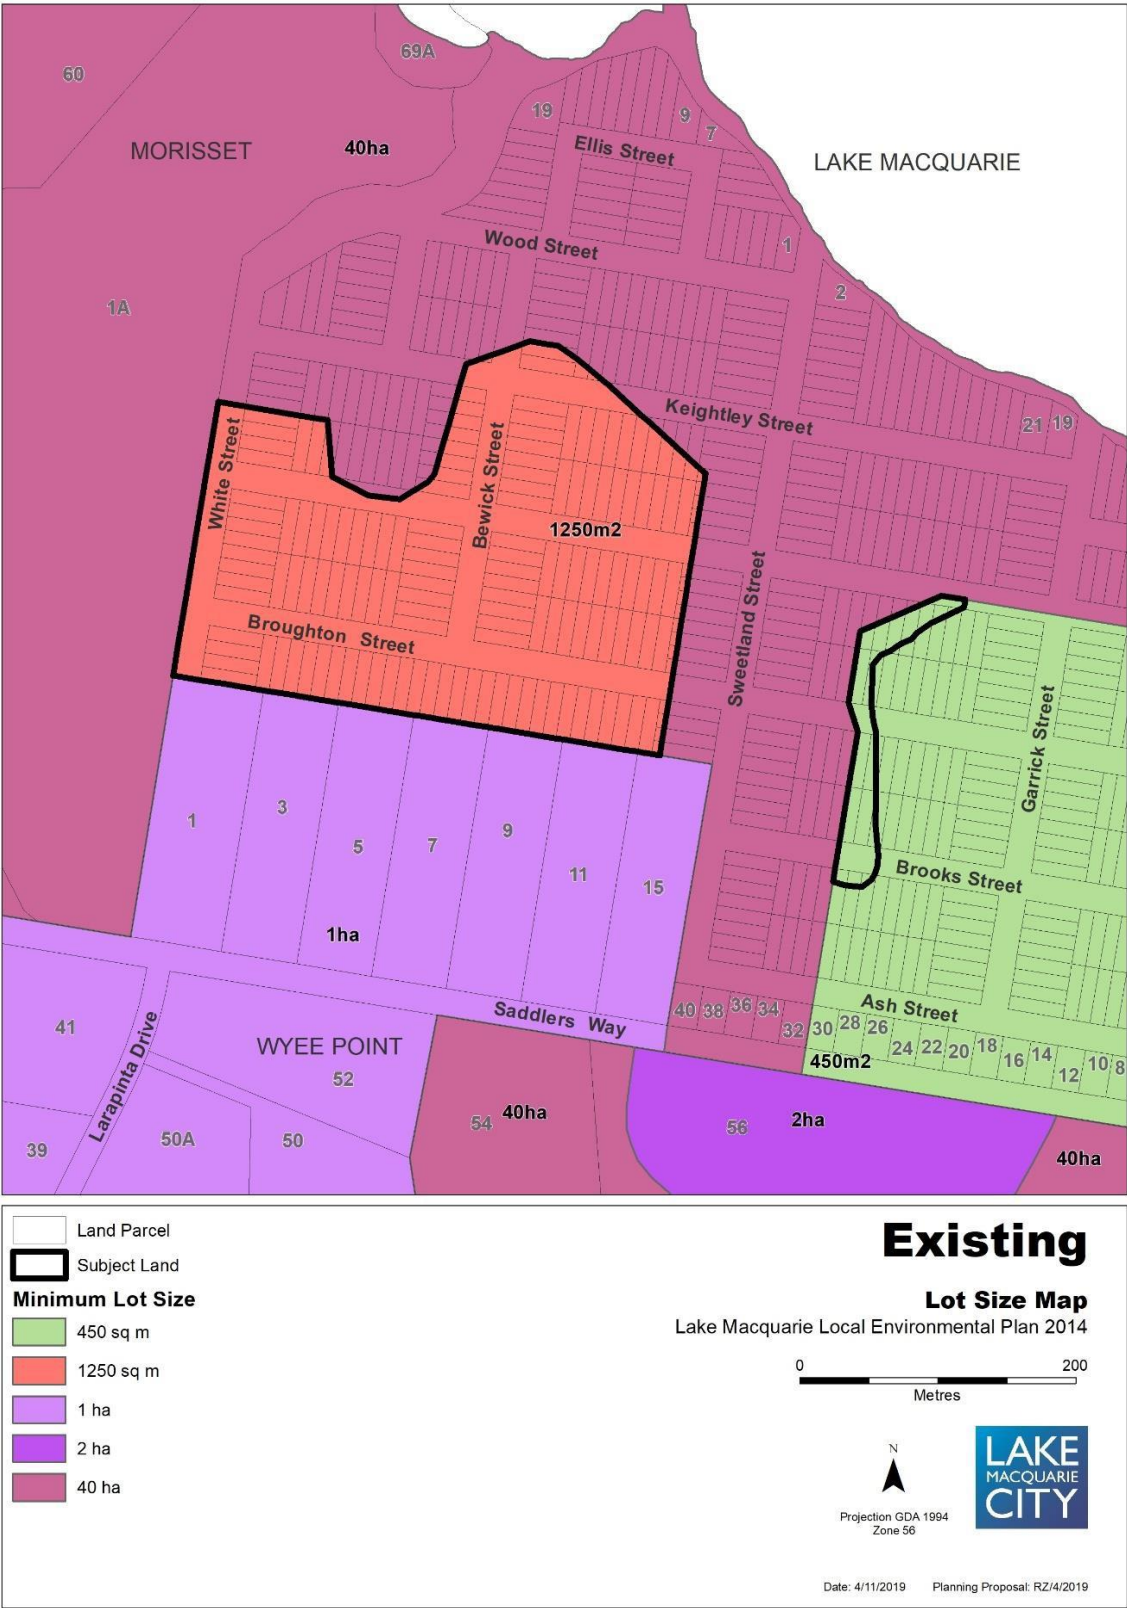 60
69A
MORISSET
40ha
19
9
7
Ellis Street
LAKE MACQUARIE
Wood Street
1
2
1A
Keightley Street
21
19
White Street
Bewick Street
1250m2
Sweetland Street
Broughton Street
Garrick Street
1
3
5
7
9
11
15
Brooks Street
1ha
Saddlers Way
40
38
36
34
32
Ash Street
30
28
26
24
22
20
18
16
14
12
10
8
450m2
41
Larapinta Drive
WYEE POINT
52
39
50A
50
54
40ha
56
2ha
40ha
Land Parcel
Subject Land
Minimum Lot Size
450 sq m
1250 sq m
1 ha
2 ha
40 ha
Existing
Lot Size Map
Lake Macquarie Local Environmental Plan 2014
0 200
Metres
N
Projection GDA 1994
Zone 56
LAKE
MACQUARIE
CITY
Date: 4/11/2019 Planning Proposal: RZ/4/2019